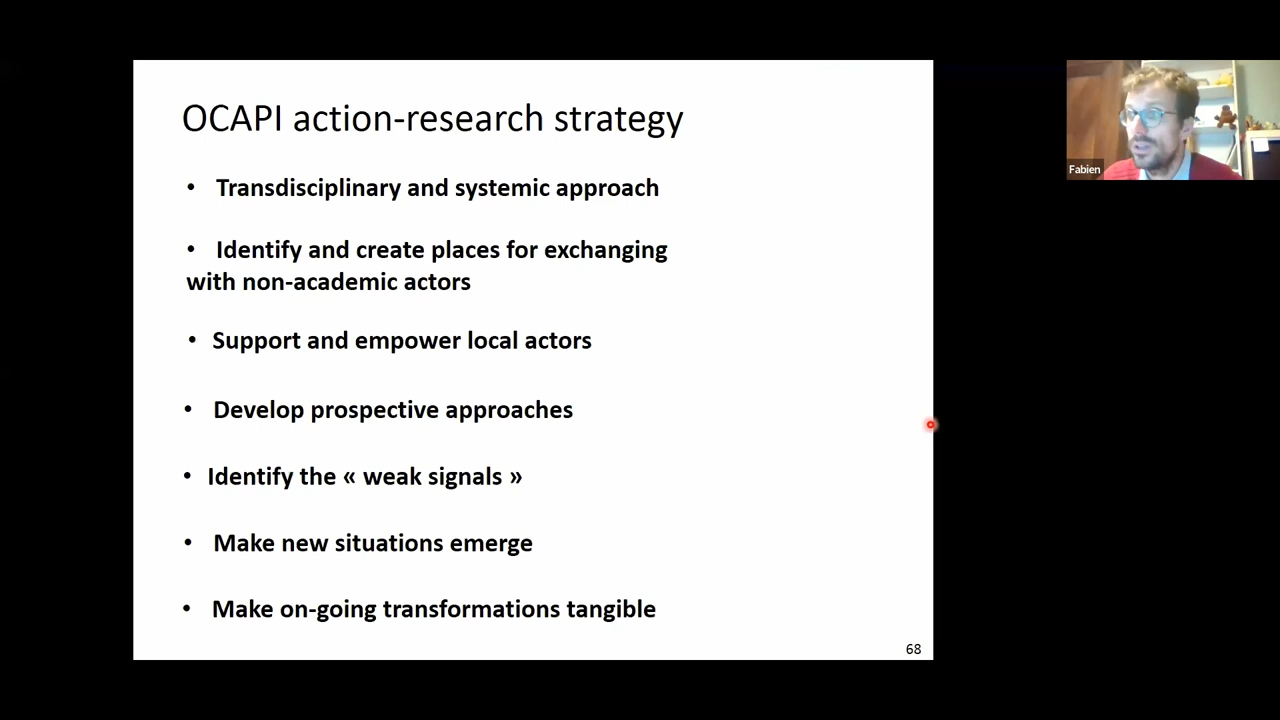 OCAPI action-research strategy
• Transdisciplinary and systemic approach
• Identify and create places for exchanging
with non-academic actors
• Support and empower local actors
• Develop prospective approaches
• Identify the « weak signals »
• Make new situations emerge
• Make on-going transformations tangible
68
Fabien